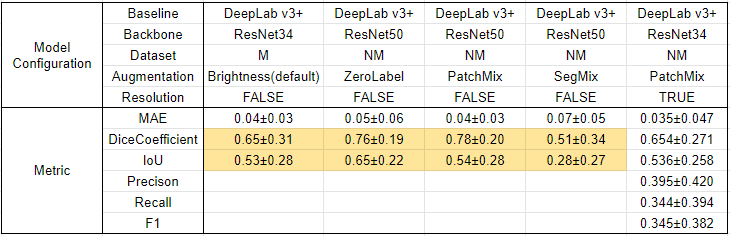 Model Configuration
Baseline DeepLab v3+ DeepLab v3+ DeepLab v3+ DeepLab v3+ DeepLab v3+
Backbone ResNet34 ResNet50 ResNet50 ResNet50 ResNet34
Dataset M NM NM NM NM
Augmentation Brightness(default) ZeroLabel PatchMix SegMix PatchMix
Resolution FALSE FALSE FALSE FALSE TRUE
Metric
MAE 0.04±0.03 0.05±0.06 0.04±0.03 0.07±0.05 0.035±0.047
DiceCoefficient 0.65±0.31 0.76±0.19 0.78±0.20 0.51±0.34 0.654±0.271
IoU 0.53±0.28 0.65±0.22 0.54±0.28 0.28±0.27 0.536±0.258
Precison 0.395±0.420
Recall 0.344±0.394
F1 0.345±0.382